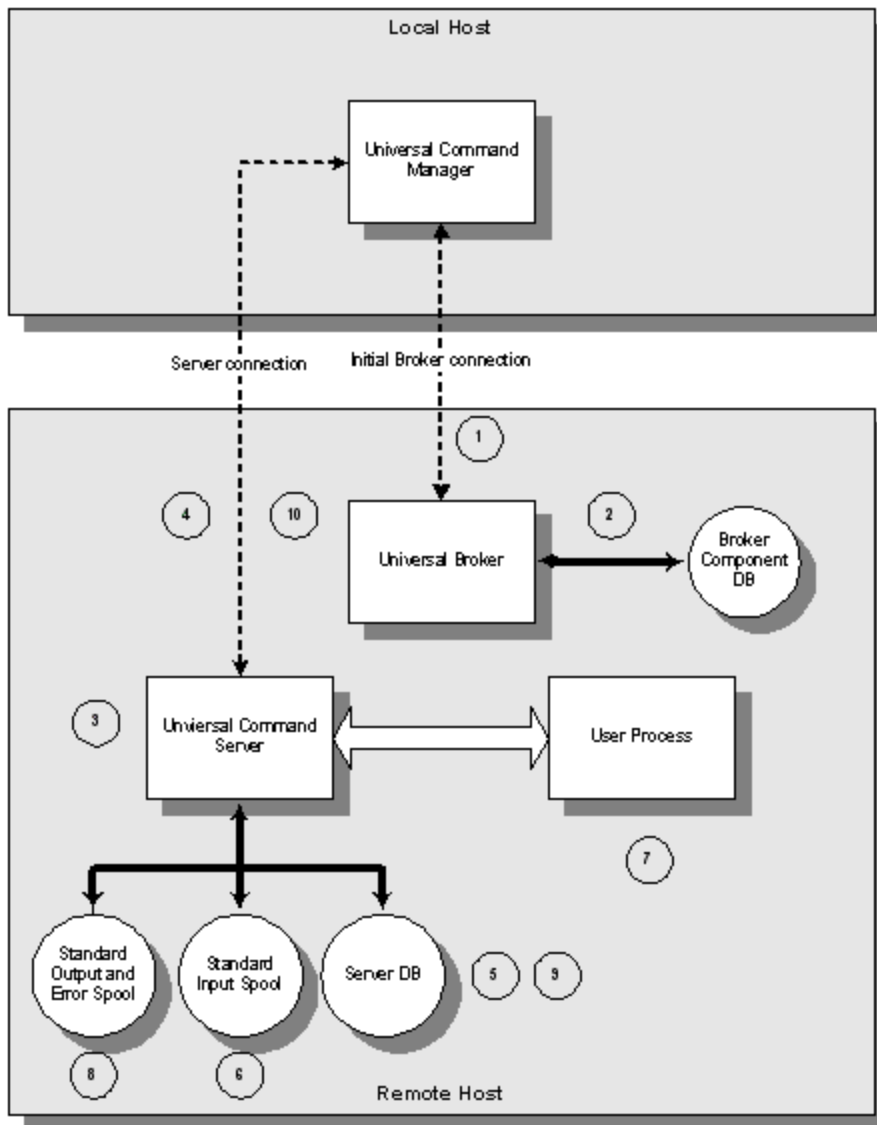 Local Host
Universal Command
Manager
Server connection
Initial Broker connection
1
4
10
2
Universal Broker
Broker
Component
DB
3
Unviersal Command
Server
User Process
7
Standard
Output and
Error Spool
Standard
Input Spool
Server DB
5
9
8
6
Remote Host